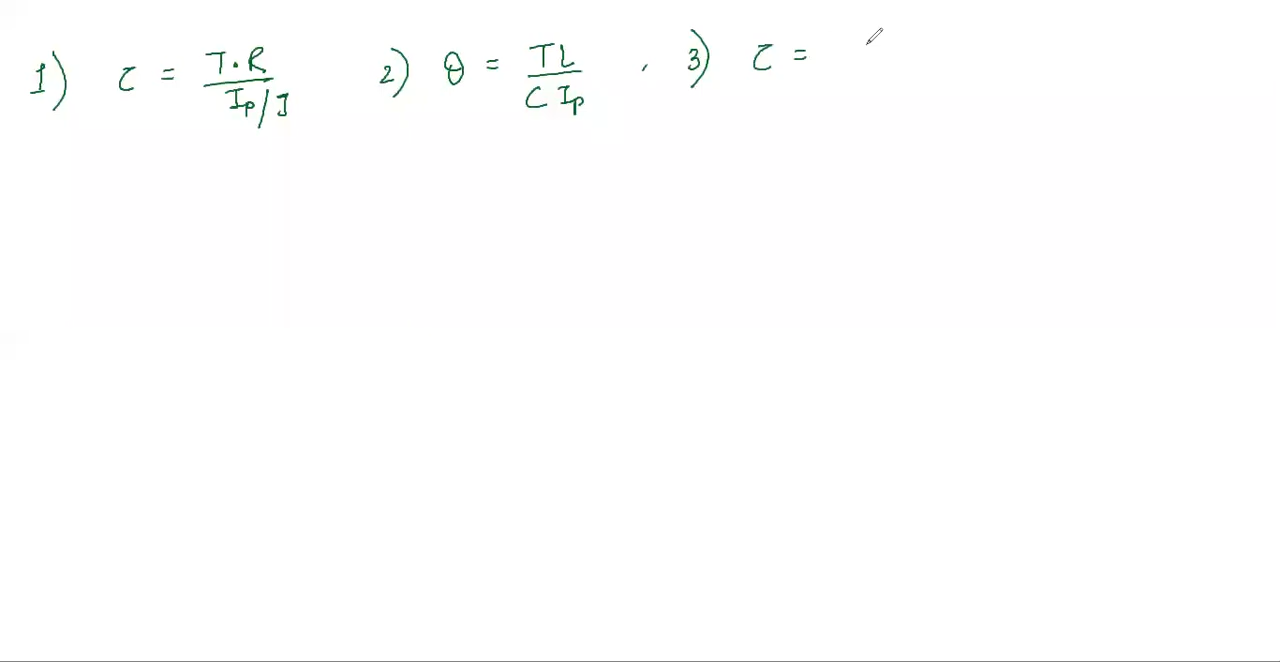 1) τ = T·R / Ip/J 2) θ = TL / C Ip , 3) τ =